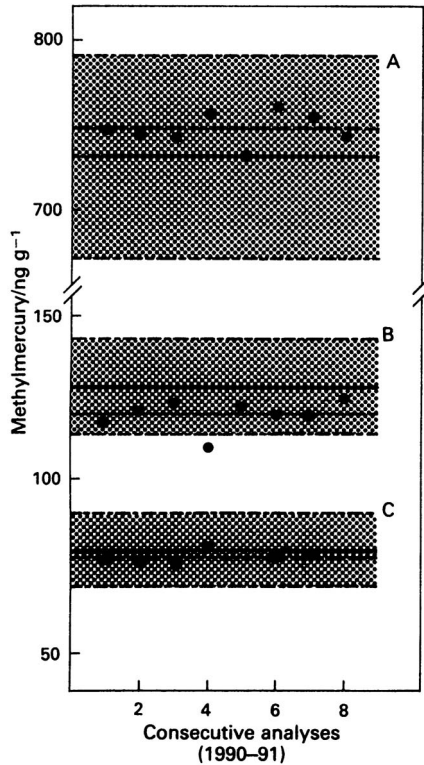 800
A
700
Methylmercury/ng g⁻¹
150
B
100
C
50
2 4 6 8
Consecutive analyses
(1990–91)